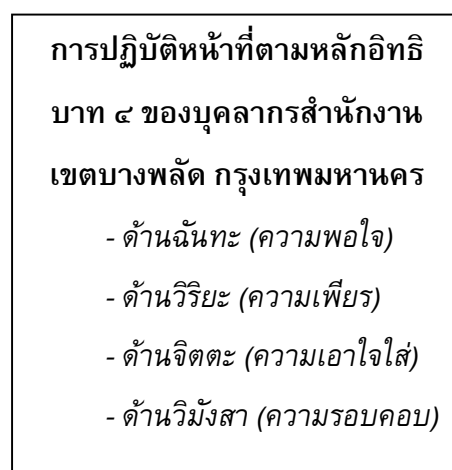 การปฏิบัติหน้าที่ตามหลักอิทธิ
บาท ๔ ของบุคลากรสำนักงาน
เขตบางพลัด กรุงเทพมหานคร
- ด้านฉันทะ (ความพอใจ)
- ด้านวิริยะ (ความเพียร)
- ด้านจิตตะ (ความเอาใจใส่)
- ด้านวิมังสา (ความรอบคอบ)